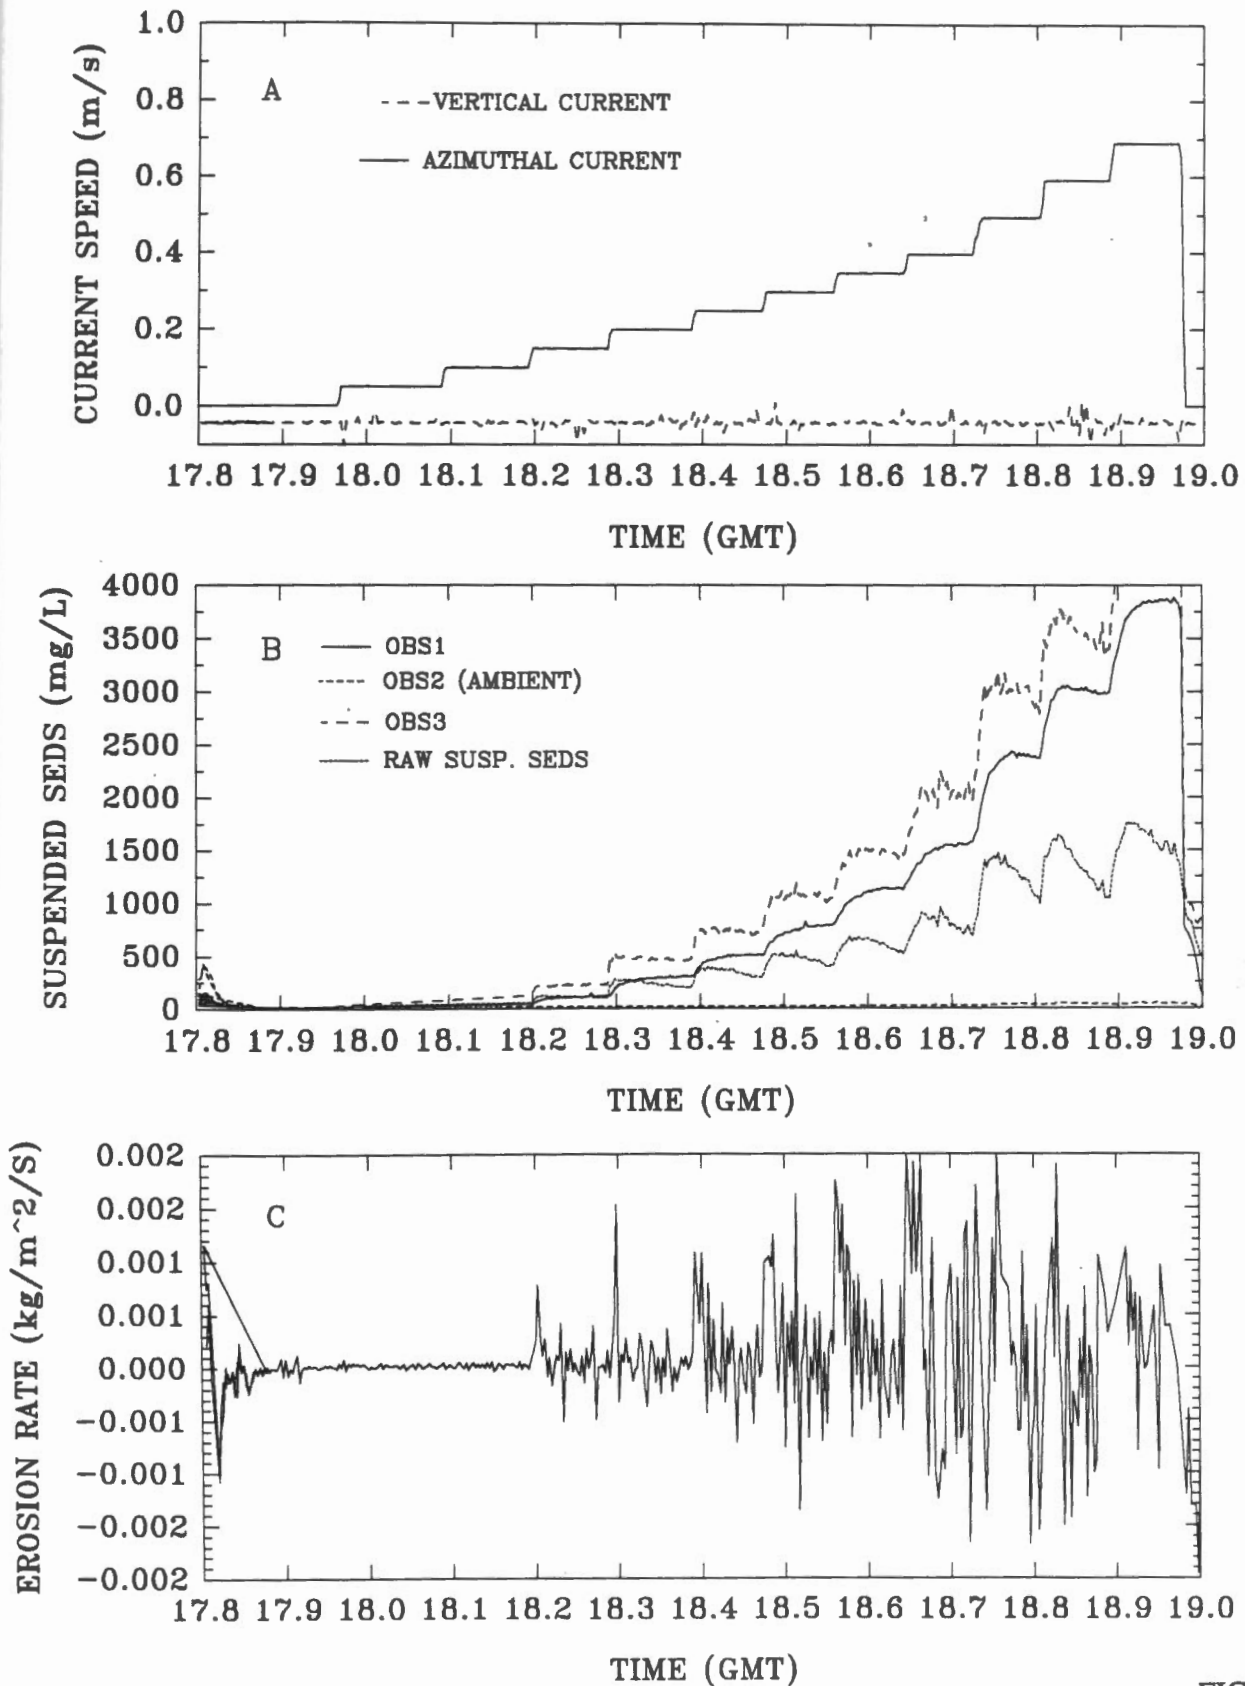 1.0
0.8
0.6
0.4
0.2
0.0
CURRENT SPEED (m/s)
A
---VERTICAL CURRENT
AZIMUTHAL CURRENT
17.8 17.9 18.0 18.1 18.2 18.3 18.4 18.5 18.6 18.7 18.8 18.9 19.0
TIME (GMT)
4000
3500
3000
2500
2000
1500
1000
500
0
SUSPENDED SEDS (mg/L)
B
OBS1
OBS2 (AMBIENT)
OBS3
RAW SUSP. SEDS
17.8 17.9 18.0 18.1 18.2 18.3 18.4 18.5 18.6 18.7 18.8 18.9 19.0
TIME (GMT)
0.002
0.002
0.001
0.001
0.000
-0.001
-0.001
-0.002
-0.002
EROSION RATE (kg/m^2/S)
C
17.8 17.9 18.0 18.1 18.2 18.3 18.4 18.5 18.6 18.7 18.8 18.9 19.0
TIME (GMT)